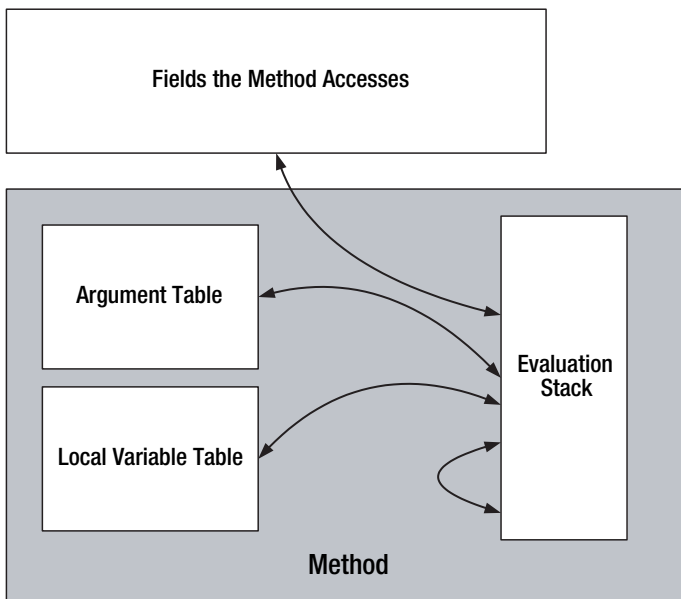 Fields the Method Accesses
Argument Table
Evaluation
Stack
Local Variable Table
Method